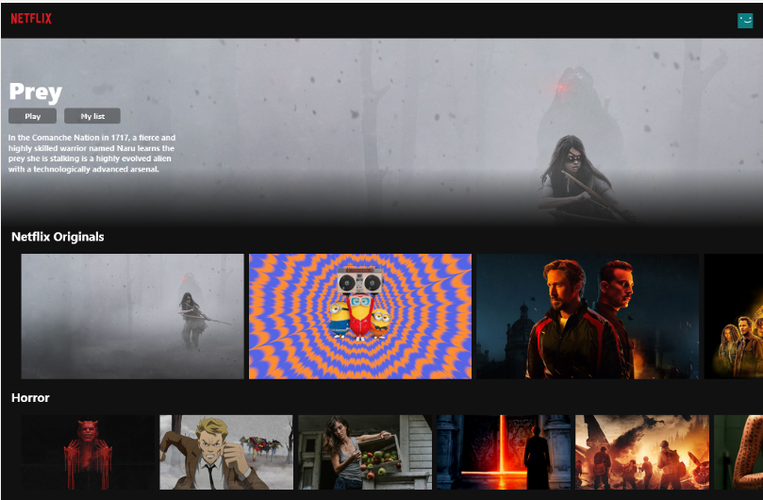 NETFLIX
Prey
Play
My list
In the Comanche Nation in 1717, a fierce and
highly skilled warrior named Naru learns the
prey she is stalking is a highly evolved alien
with a technologically advanced arsenal.
Netflix Originals
Horror